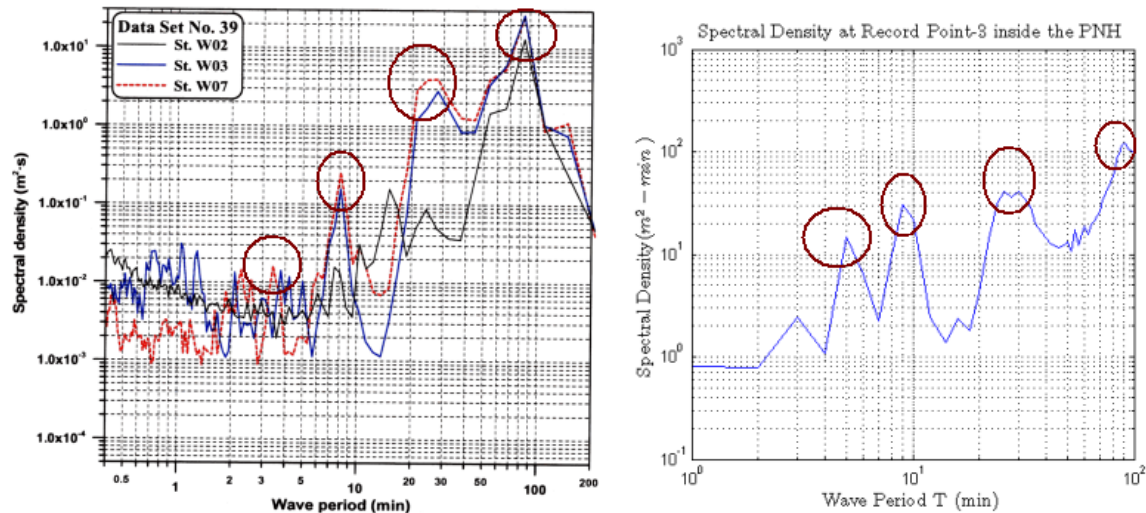 Data Set No. 39
St. W02
St. W03
St. W07
Spectral density (m²·s)
1.0x10¹
1.0x10⁰
1.0x10⁻¹
1.0x10⁻²
1.0x10⁻³
1.0x10⁻⁴
0.5 1 2 3 5 10 20 30 50 100 200
Wave period (min)
Spectral Density at Record Point-3 inside the PNH
Spectral Density (m² − min)
10³
10²
10¹
10⁰
10⁻¹
10⁰ 10¹ 10²
Wave Period T (min)